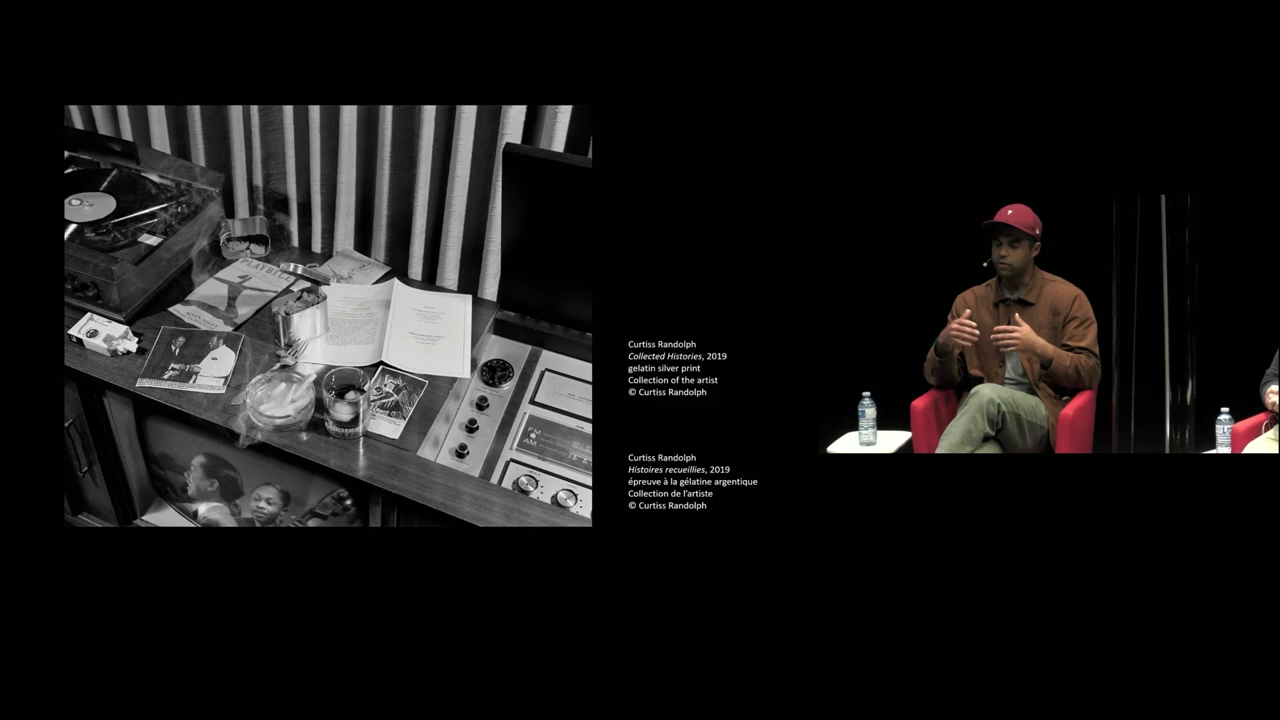 PLAYBILL
FM
AM
Curtiss Randolph
Collected Histories, 2019
gelatin silver print
Collection of the artist
© Curtiss Randolph
Curtiss Randolph
Histoires recueillies, 2019
épreuve à la gélatine argentique
Collection de l'artiste
© Curtiss Randolph
P